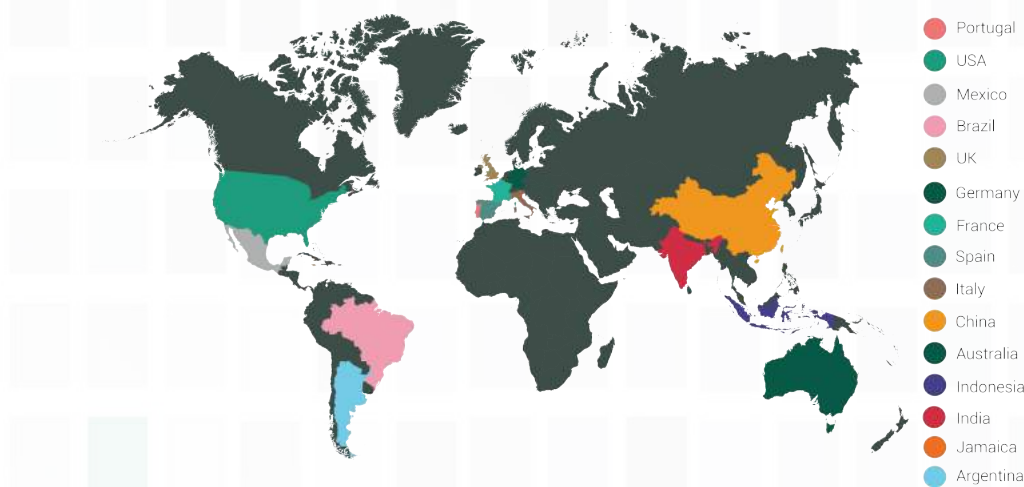 Portugal
USA
Mexico
Brazil
UK
Germany
France
Spain
Italy
China
Australia
Indonesia
India
Jamaica
Argentina